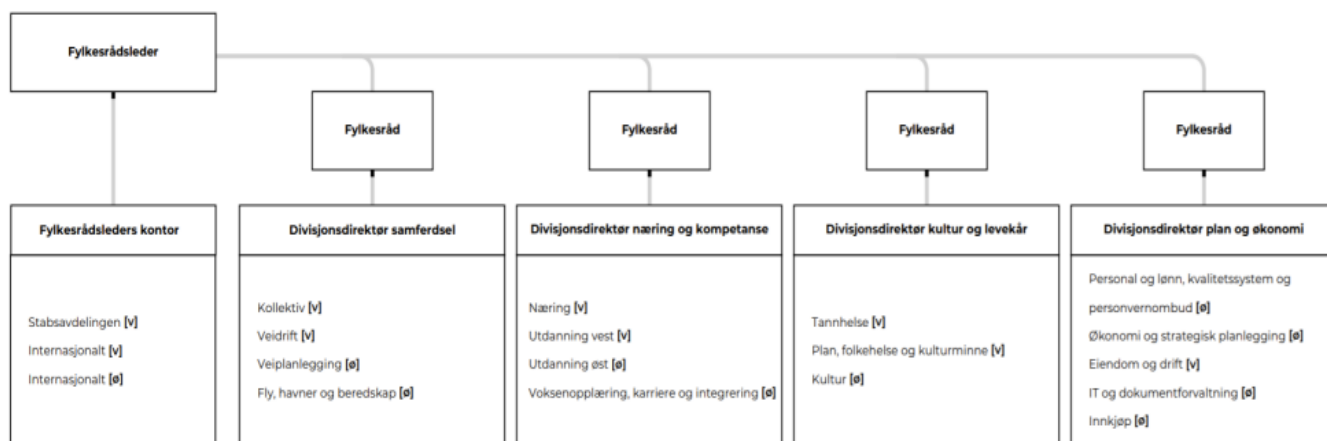 Fylkesrådsleder
Fylkesråd
Fylkesråd
Fylkesråd
Fylkesråd
Fylkesrådsleders kontor
Stabsavdelingen [v]
Internasjonalt [v]
Internasjonalt [ø]
Divisjonsdirektør samferdsel
Kollektiv [v]
Veidrift [v]
Veiplanlegging [ø]
Fly, havner og beredskap [ø]
Divisjonsdirektør næring og kompetanse
Næring [v]
Utdanning vest [v]
Utdanning øst [ø]
Voksenopplæring, karriere og integrering [ø]
Divisjonsdirektør kultur og levekår
Tannhelse [v]
Plan, folkehelse og kulturminne [v]
Kultur [ø]
Divisjonsdirektør plan og økonomi
Personal og lønn, kvalitetssystem og
personvernombud [ø]
Økonomi og strategisk planlegging [ø]
Eiendom og drift [v]
IT og dokumentforvaltning [ø]
Innkjøp [ø]